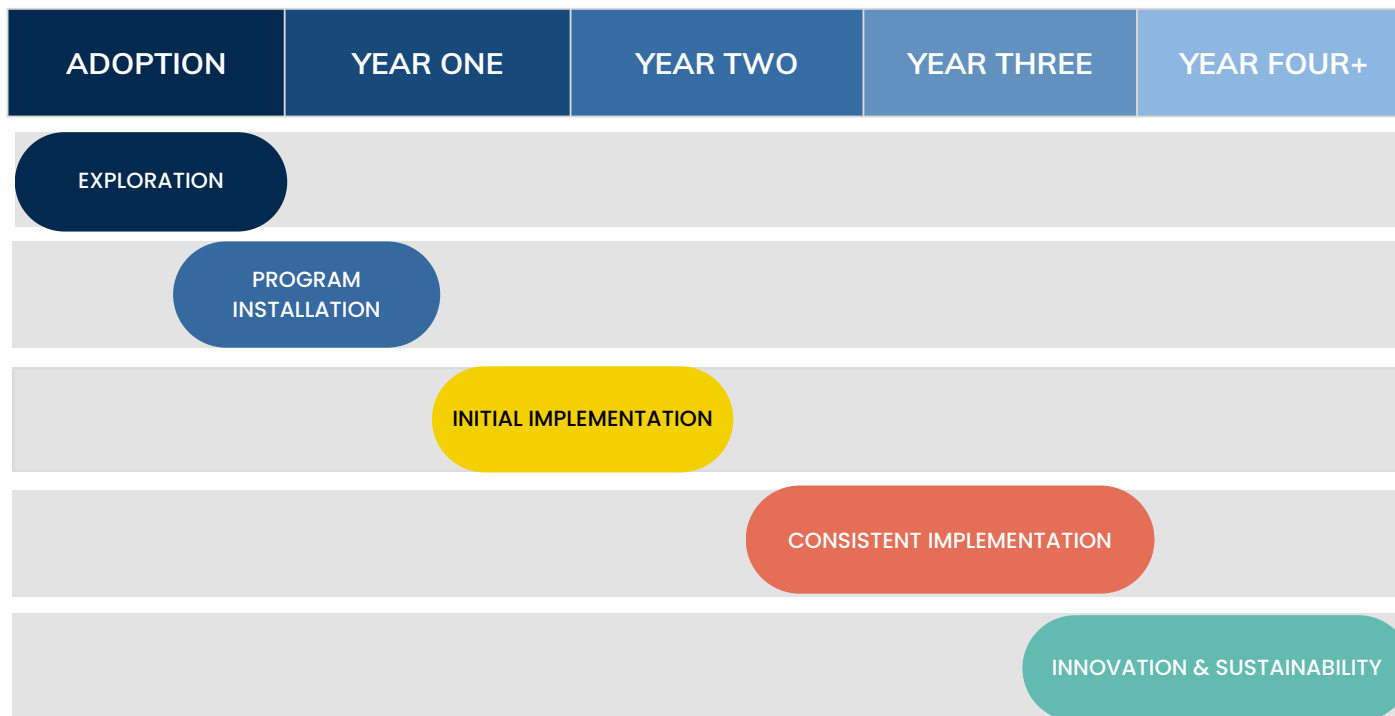 ADOPTION
YEAR ONE
YEAR TWO
YEAR THREE
YEAR FOUR+
EXPLORATION
PROGRAM
INSTALLATION
INITIAL IMPLEMENTATION
CONSISTENT IMPLEMENTATION
INNOVATION & SUSTAINABILITY